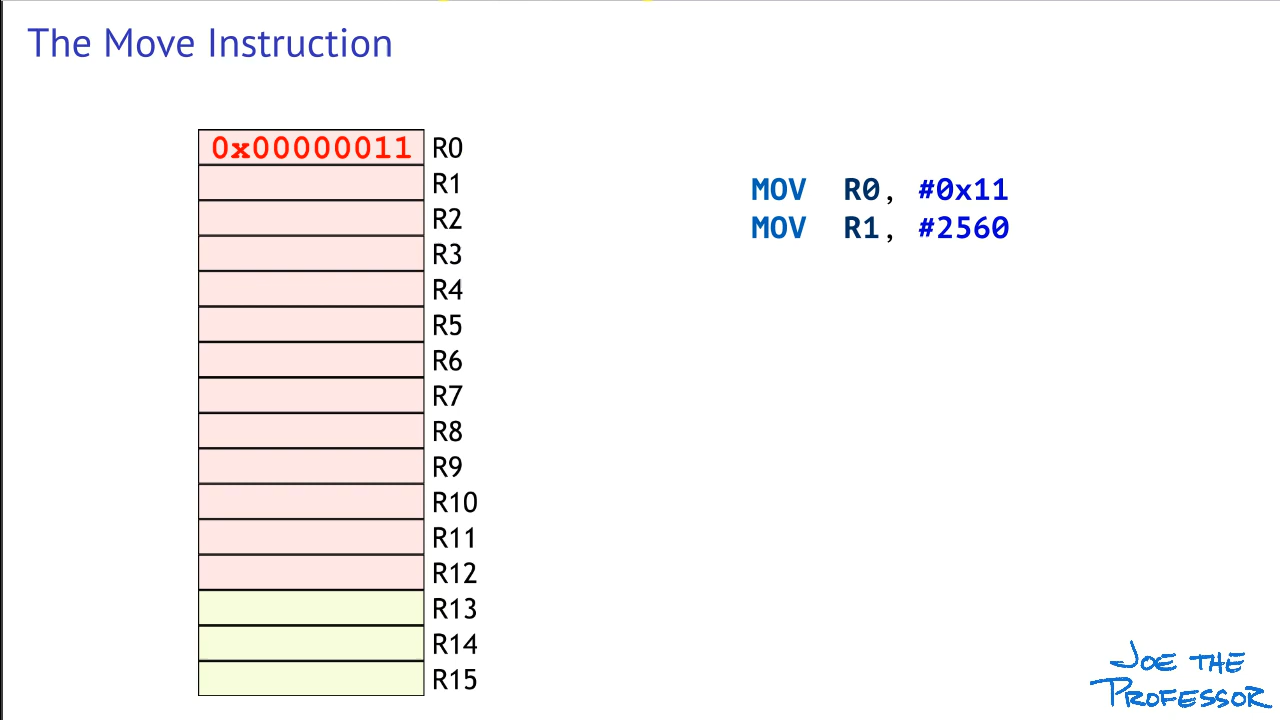 The Move Instruction
0x00000011 R0
R1
R2
R3
R4
R5
R6
R7
R8
R9
R10
R11
R12
R13
R14
R15
MOV R0, #0x11
MOV R1, #2560
JOE THE
PROFESSOR